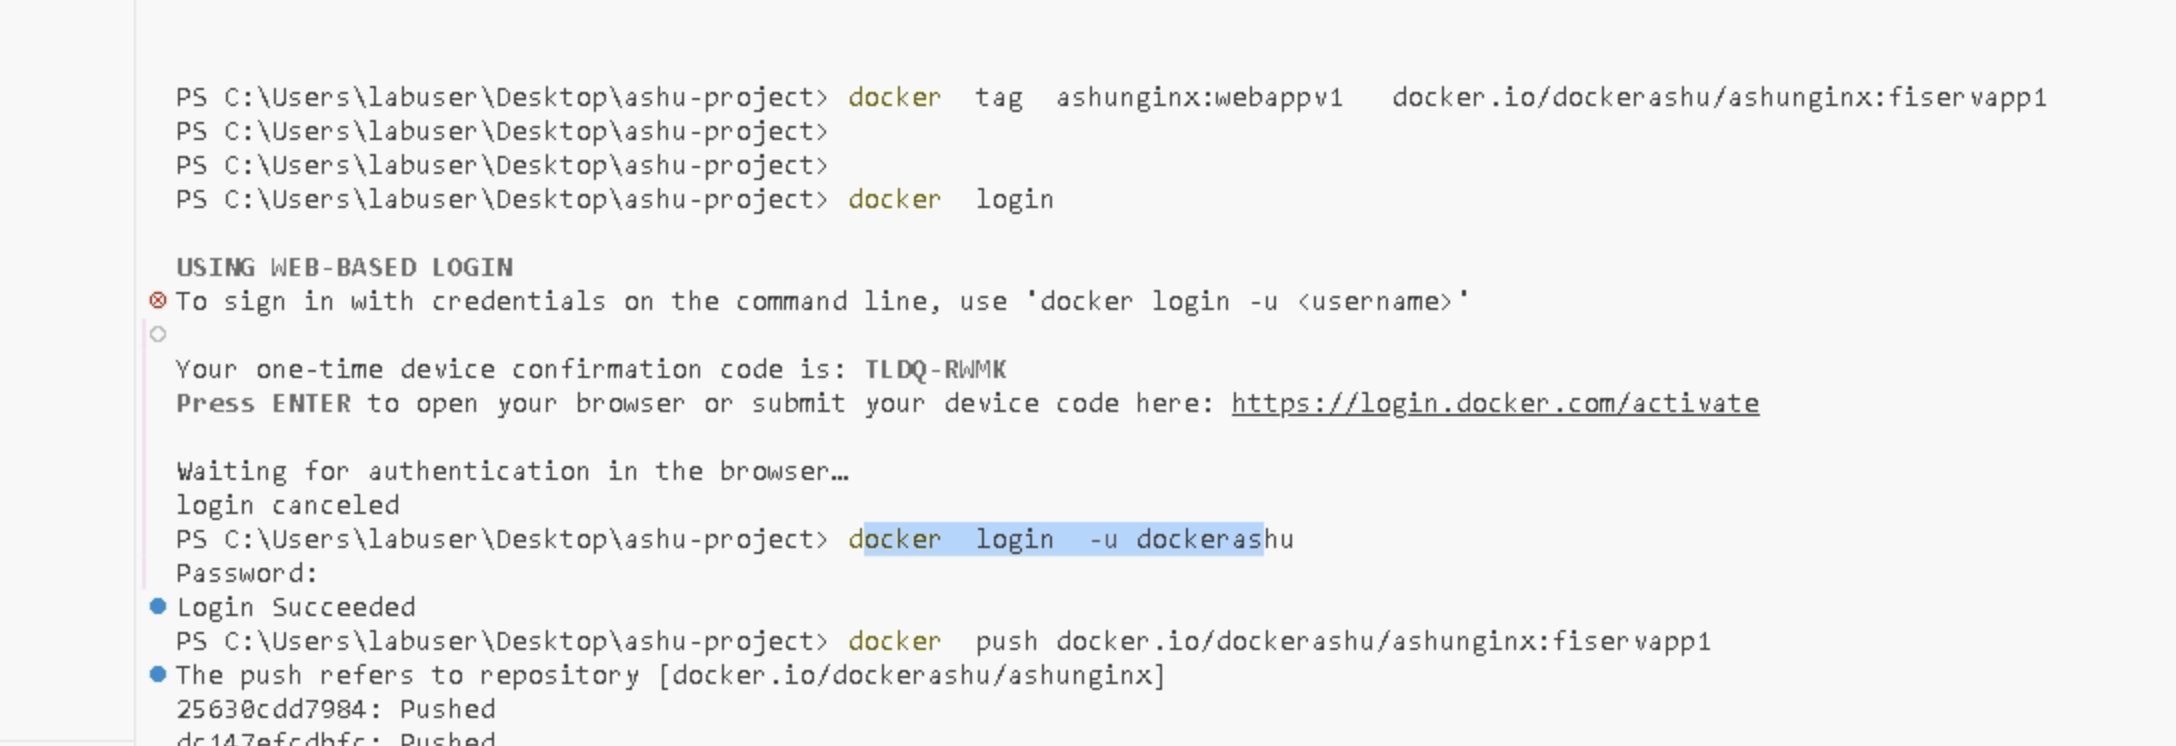 PS C:\Users\labuser\Desktop\ashu-project> docker  tag  ashunginx:webappv1   docker.io/dockerashu/ashunginx:fiservapp1
PS C:\Users\labuser\Desktop\ashu-project>
PS C:\Users\labuser\Desktop\ashu-project>
PS C:\Users\labuser\Desktop\ashu-project> docker  login
USING WEB-BASED LOGIN
To sign in with credentials on the command line, use 'docker login -u <username>'
Your one-time device confirmation code is: TLDQ-RWMK
Press ENTER to open your browser or submit your device code here: https://login.docker.com/activate
Waiting for authentication in the browser…
login canceled
PS C:\Users\labuser\Desktop\ashu-project> docker  login  -u dockerashu
Password:
Login Succeeded
PS C:\Users\labuser\Desktop\ashu-project> docker  push docker.io/dockerashu/ashunginx:fiservapp1
The push refers to repository [docker.io/dockerashu/ashunginx]
25630cdd7984: Pushed
dc147efcdbfc: Pushed